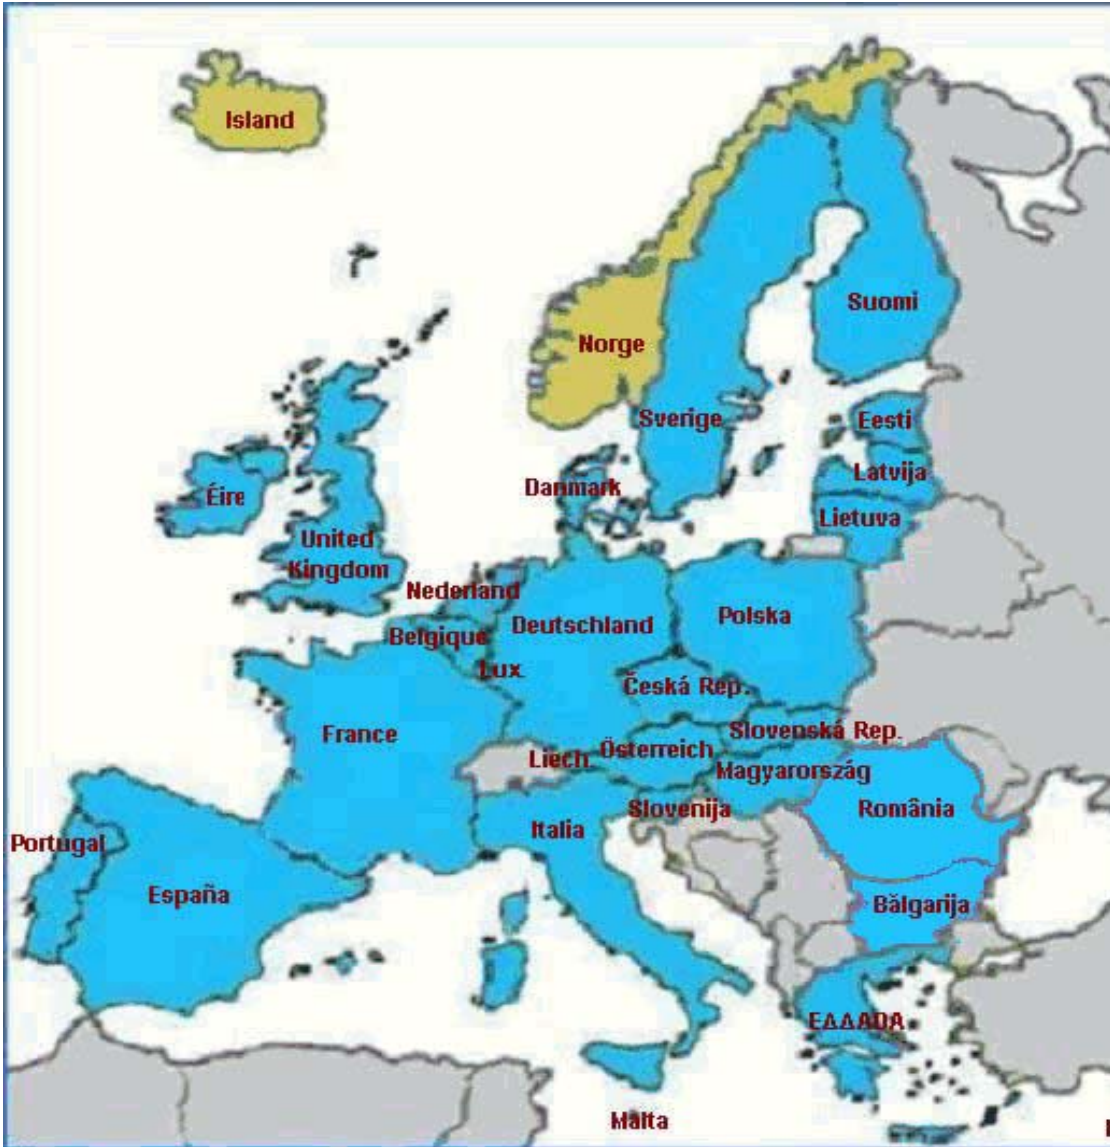 Island
Suomi
Norge
Sverige
Eesti
Latvija
Danmark
Éire
Lietuva
United
Kingdom
Nederland
Polska
Deutschland
Belgique
Lux.
Česká Rep.
France
Slovenská Rep.
Österreich
Liech.
Magyarország
Slovenija
România
Italia
Portugal
España
Bălgarija
ΕΔΔΑDA
Malta